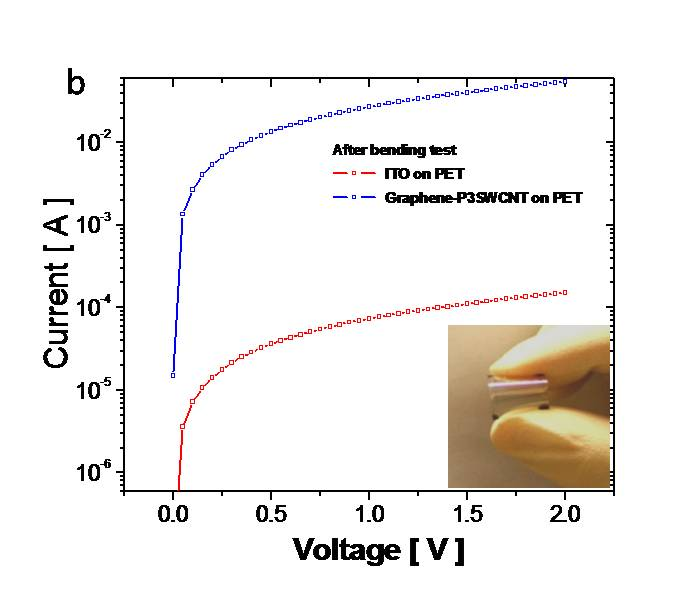 b
After bending test
ITO on PET
Graphene-P3SWCNT on PET
10⁻²
10⁻³
10⁻⁴
10⁻⁵
10⁻⁶
Current [ A ]
0.0 0.5 1.0 1.5 2.0
Voltage [ V ]